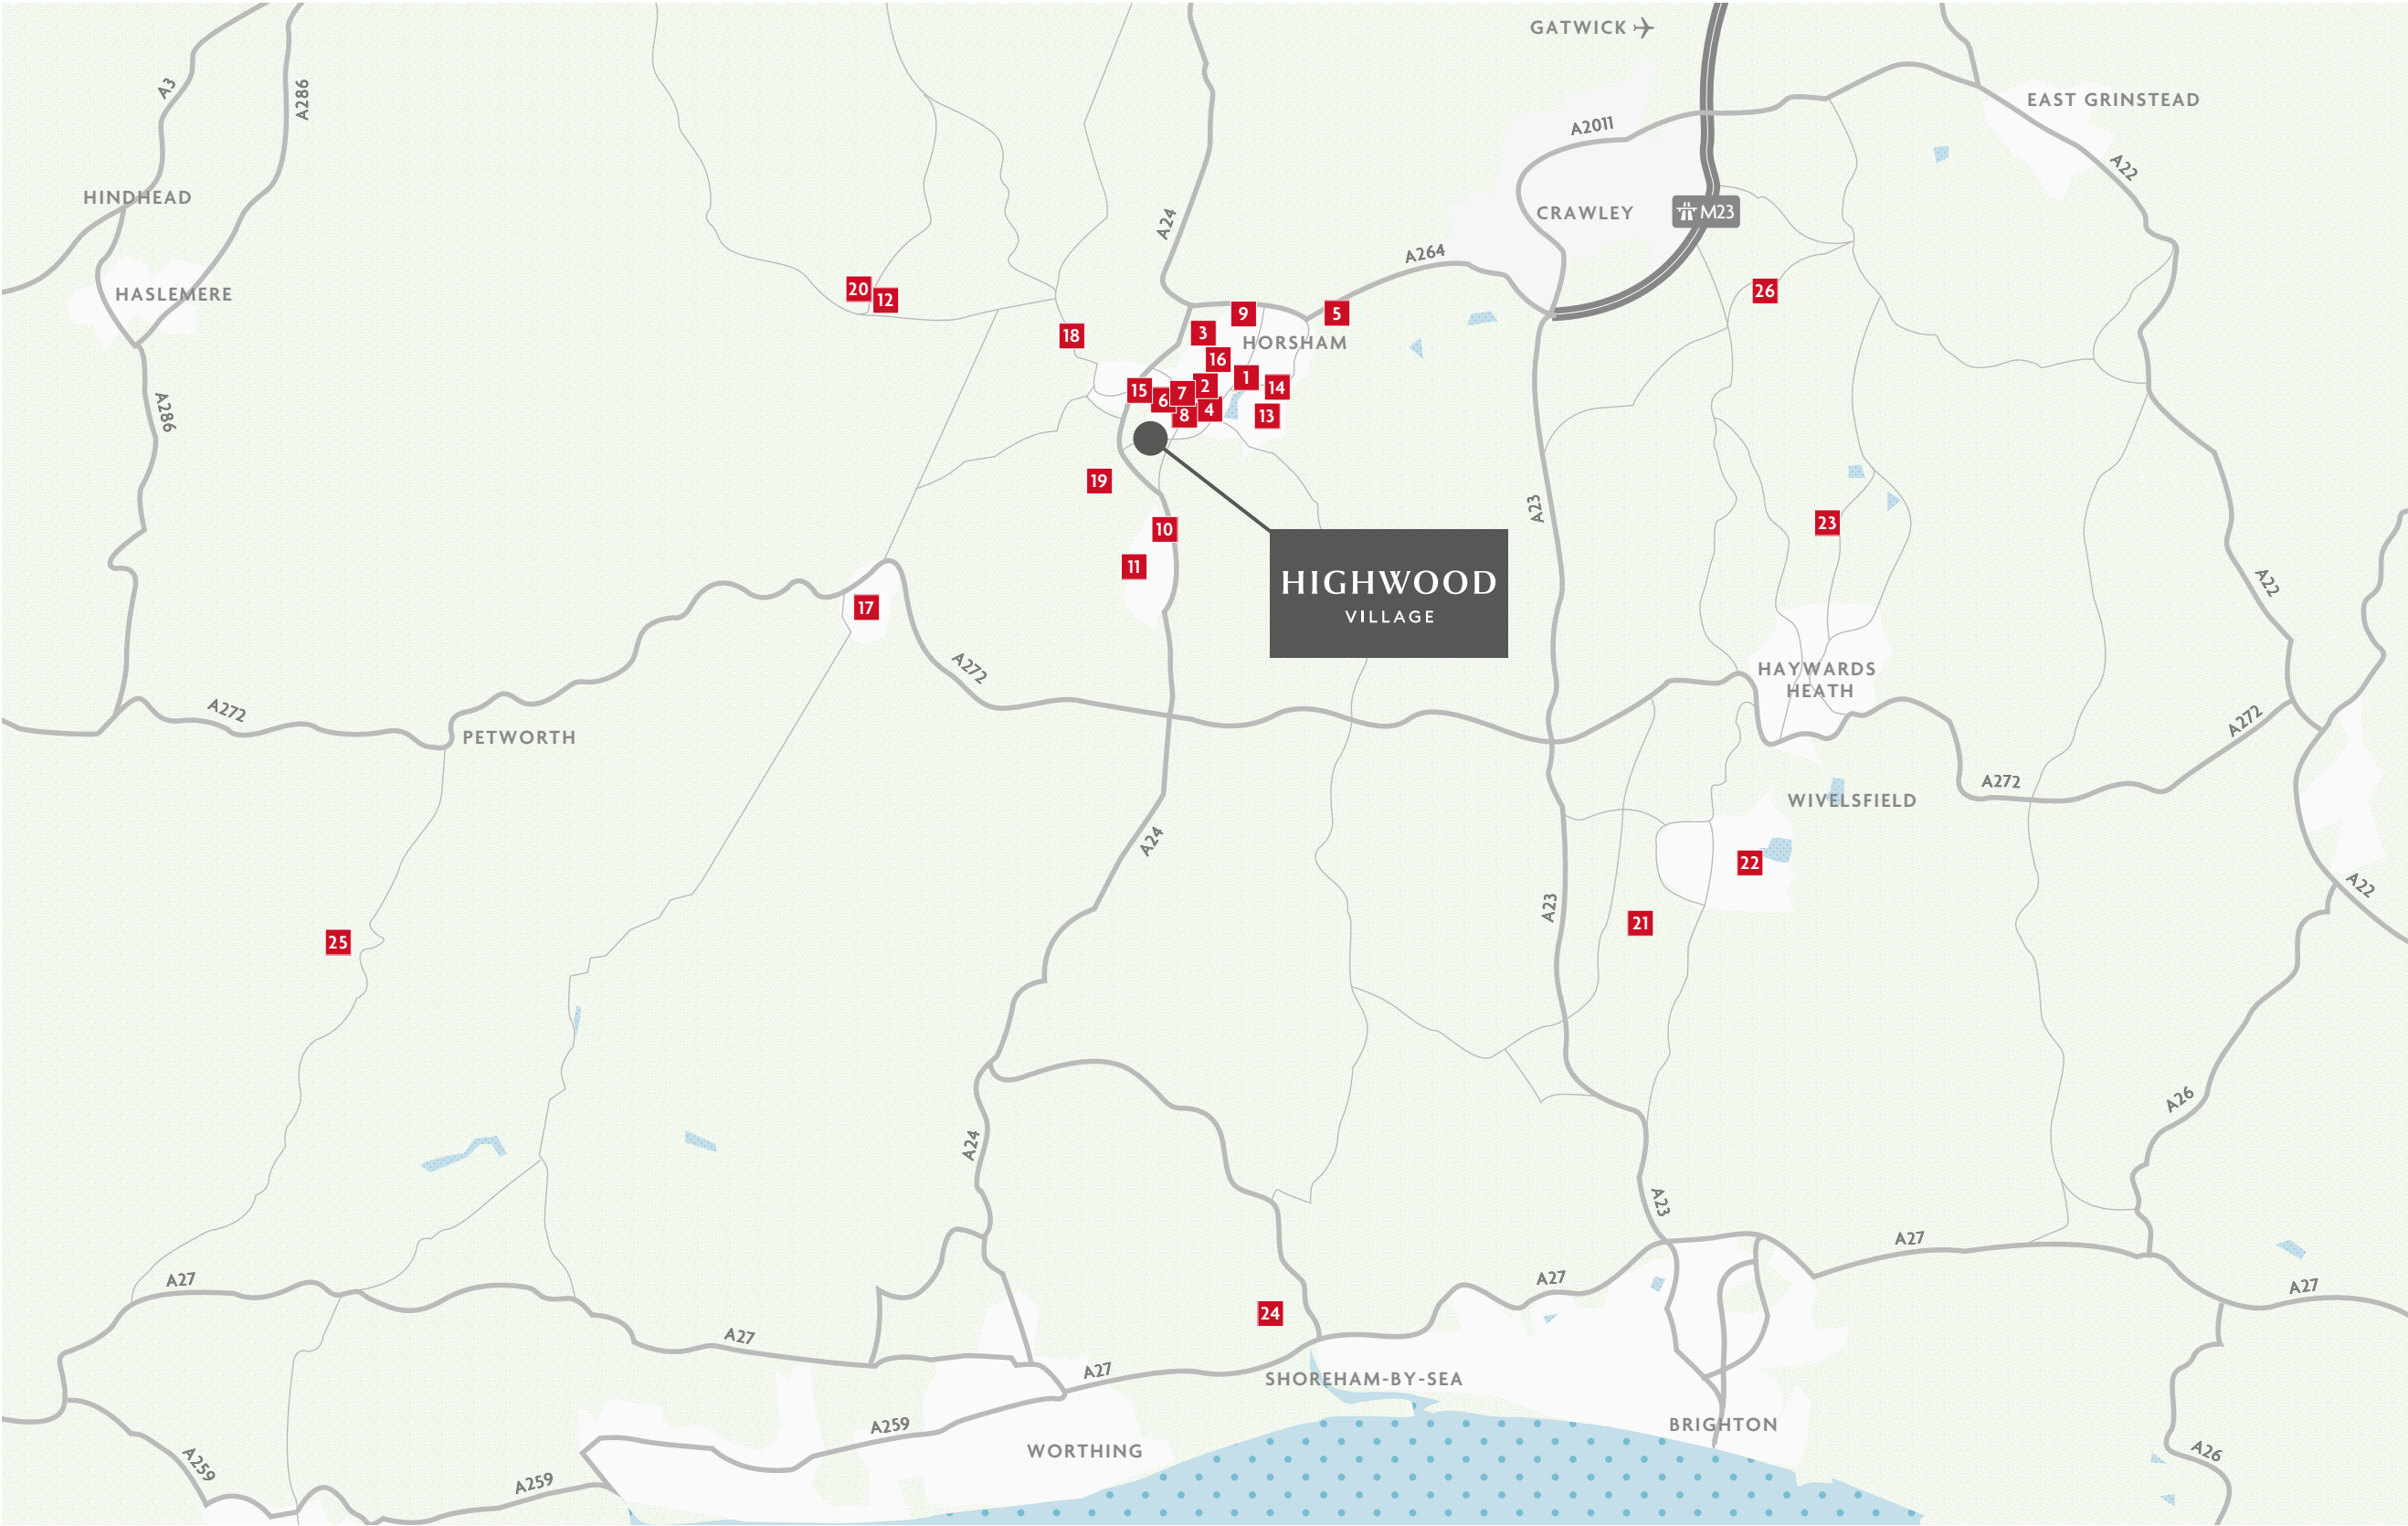 GATWICK
A3
A286
EAST GRINSTEAD
A2011
A22
HINDHEAD
CRAWLEY
M23
A24
A264
HASLEMERE
20
12
26
9
5
18
3
HORSHAM
16
1
15
6
7
2
14
8
4
13
A286
19
A23
23
10
11
HIGHWOOD
VILLAGE
A22
17
A272
HAYWARDS
HEATH
A272
PETWORTH
A272
A272
WIVELSFIELD
A24
22
A22
A23
21
25
A26
A24
A23
A27
A27
A27
A27
24
A27
A27
SHOREHAM-BY-SEA
A259
BRIGHTON
WORTHING
A259
A259
A26